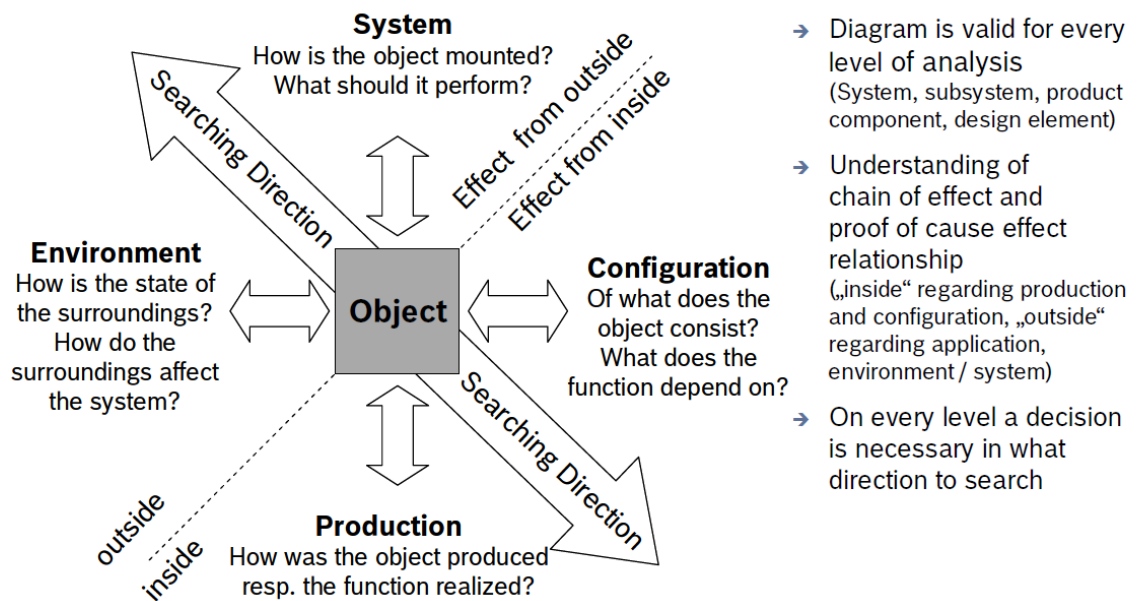 System
How is the object mounted?
What should it perform?
Searching Direction
Effect from outside
Effect from inside
Environment
How is the state of
the surroundings?
How do the
surroundings affect
the system?
Object
Configuration
Of what does the
object consist?
What does the
function depend on?
Searching Direction
outside
inside
Production
How was the object produced
resp. the function realized?
→ Diagram is valid for every
level of analysis
(System, subsystem, product
component, design element)
→ Understanding of
chain of effect and
proof of cause effect
relationship
(„inside“ regarding production
and configuration, „outside“
regarding application,
environment / system)
→ On every level a decision
is necessary in what
direction to search